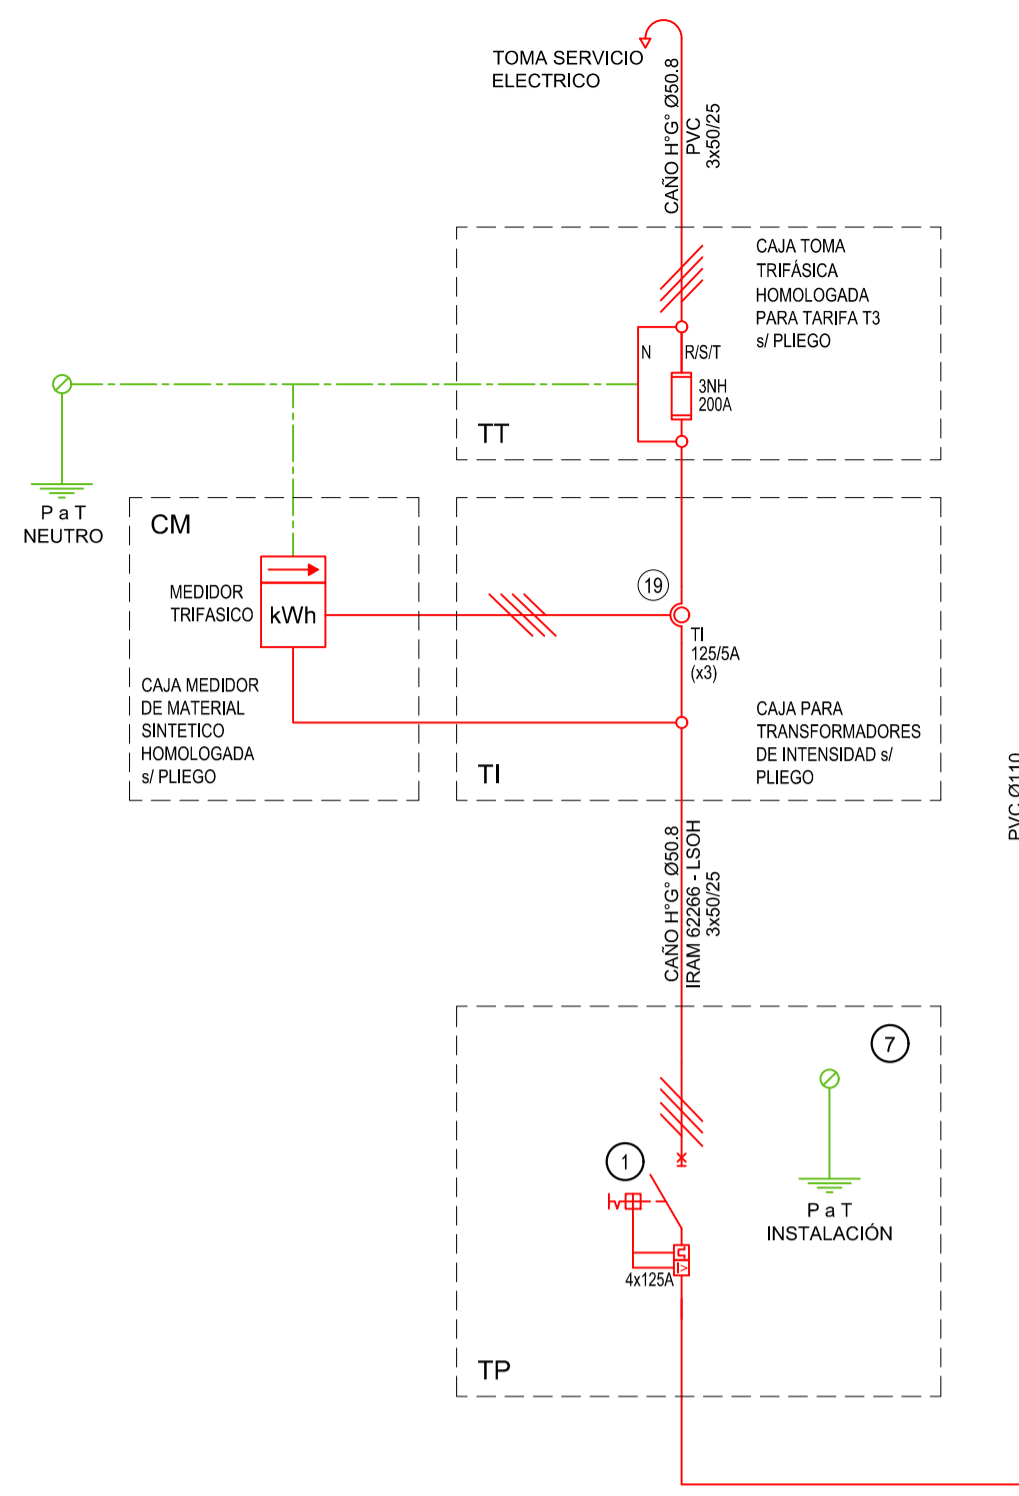 TOMA SERVICIO
ELECTRICO
CAÑO H°G° Ø50.8
PVC
3x50/25
CAJA TOMA
TRIFÁSICA
HOMOLOGADA
PARA TARIFA T3
s/ PLIEGO
N
R/S/T
3NH
200A
TT
P a T
NEUTRO
CM
MEDIDOR
TRIFASICO
kWh
CAJA MEDIDOR
DE MATERIAL
SINTETICO
HOMOLOGADA
s/ PLIEGO
19
TI
125/5A
(x3)
CAJA PARA
TRANSFORMADORES
DE INTENSIDAD s/
PLIEGO
TI
PVC Ø110
CAÑO H°G° Ø50.8
IRAM 62266 - LSOH
3x50/25
7
1
P a T
INSTALACIÓN
I>
4x125A
TP